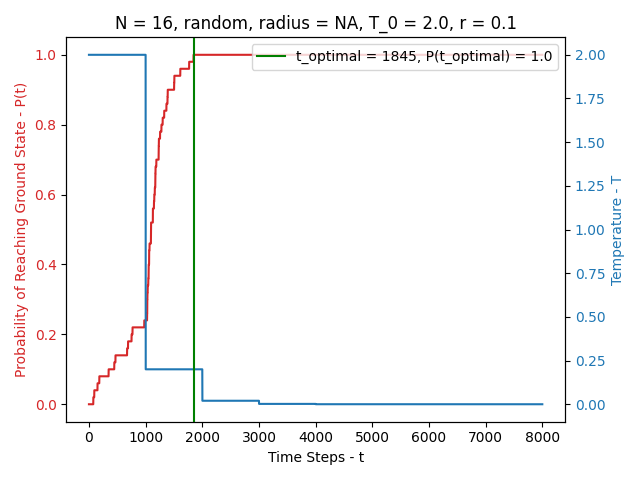 N = 16, random, radius = NA, T_0 = 2.0, r = 0.1
t_optimal = 1845, P(t_optimal) = 1.0
Probability of Reaching Ground State - P(t)
1.0
0.8
0.6
0.4
0.2
0.0
2.00
1.75
1.50
1.25
1.00
0.75
0.50
0.25
0.00
Temperature - T
0 1000 2000 3000 4000 5000 6000 7000 8000
Time Steps - t